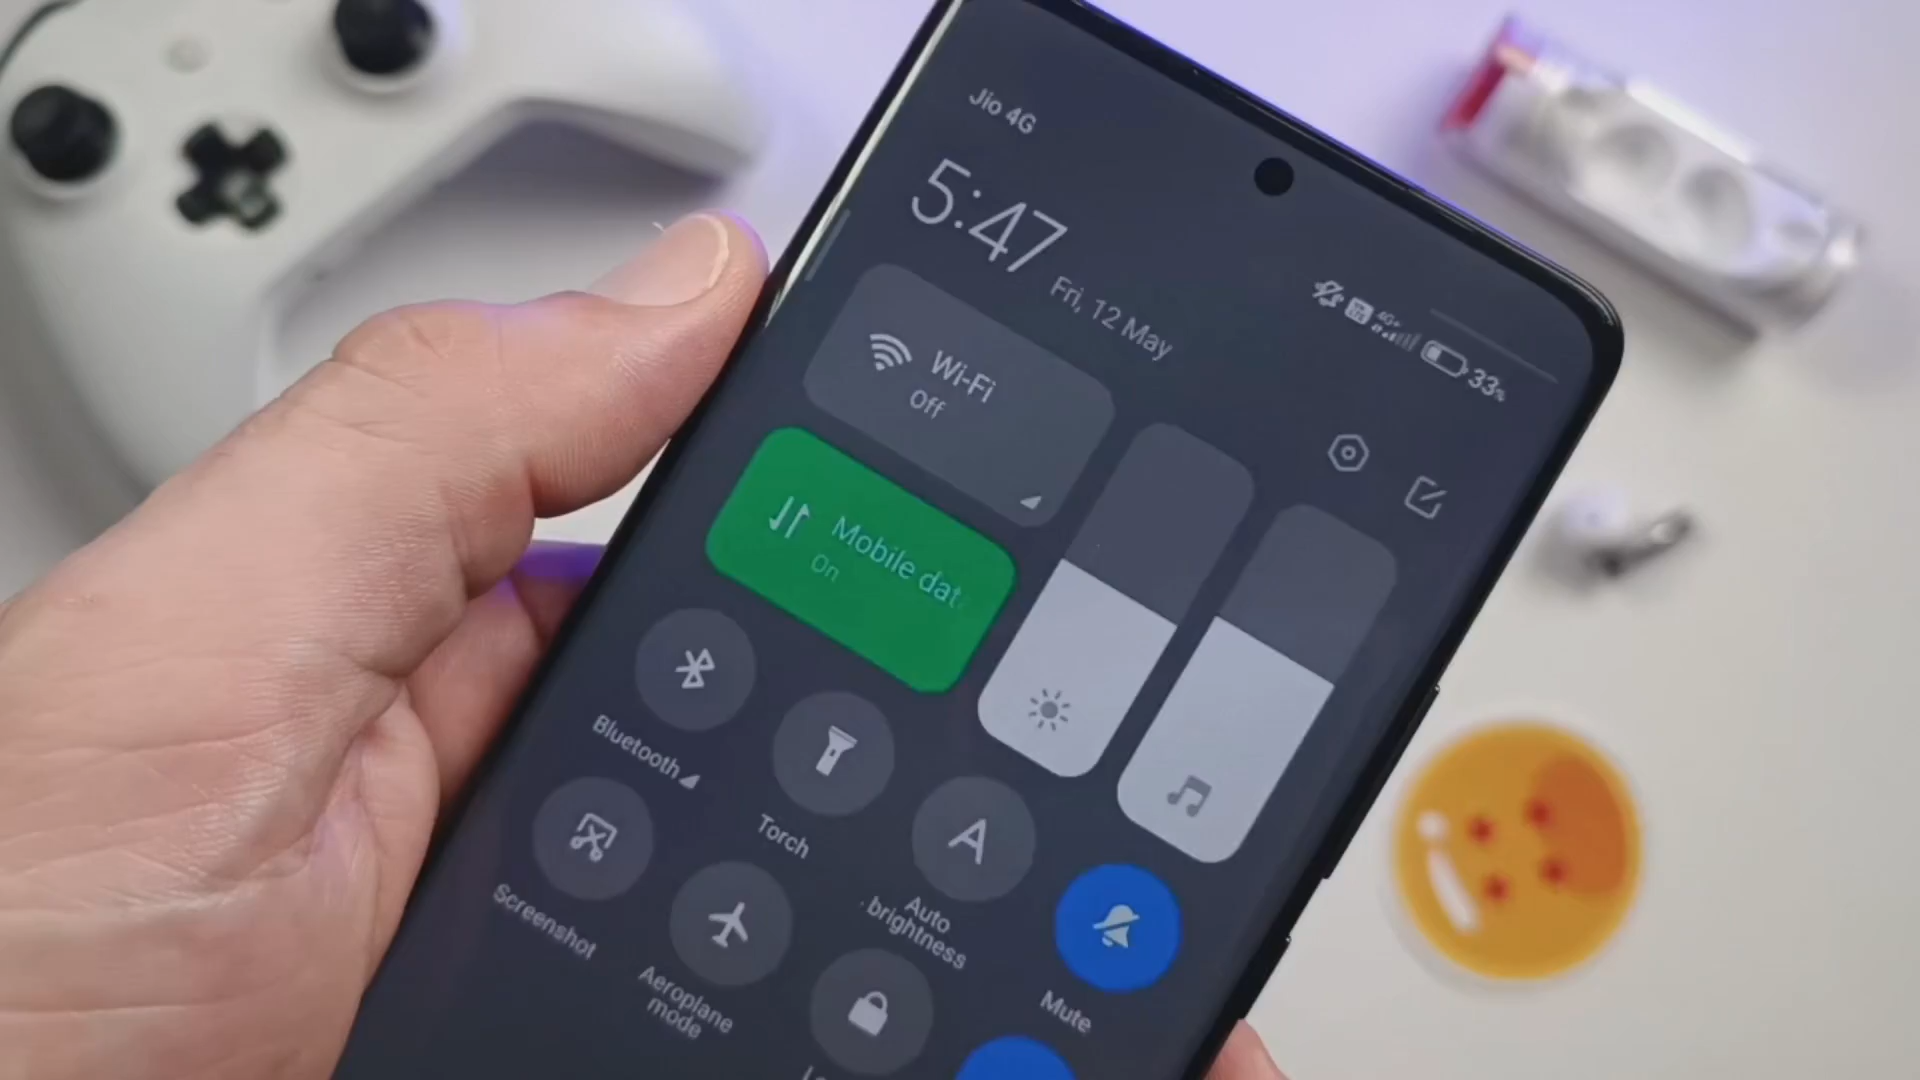 Jio 4G
5:47
Fri, 12 May
4G+
33%
Wi-Fi
Off
Mobile dat
On
Bluetooth
Torch
Auto
brightness
Mute
Screenshot
Aeroplane
mode